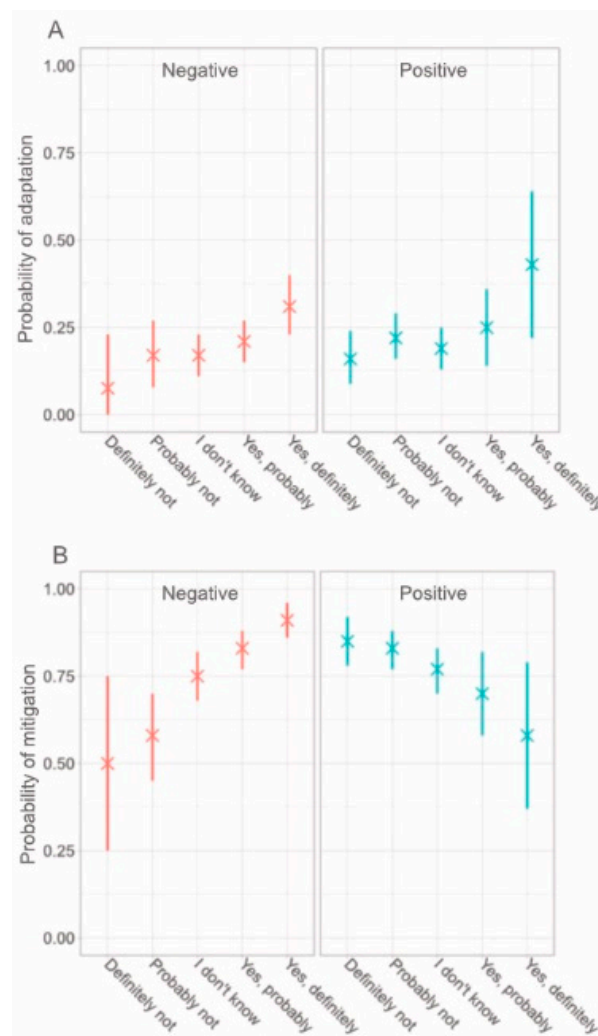 A
Negative
Positive
Probability of adaptation
1.00
0.75
0.50
0.25
0.00
Definitely not
Probably not
I don't know
Yes, probably
Yes, definitely
Definitely not
Probably not
I don't know
Yes, probably
Yes, definitely
B
Negative
Positive
Probability of mitigation
1.00
0.75
0.50
0.25
0.00
Definitely not
Probably not
I don't know
Yes, probably
Yes, definitely
Definitely not
Probably not
I don't know
Yes, probably
Yes, definitely